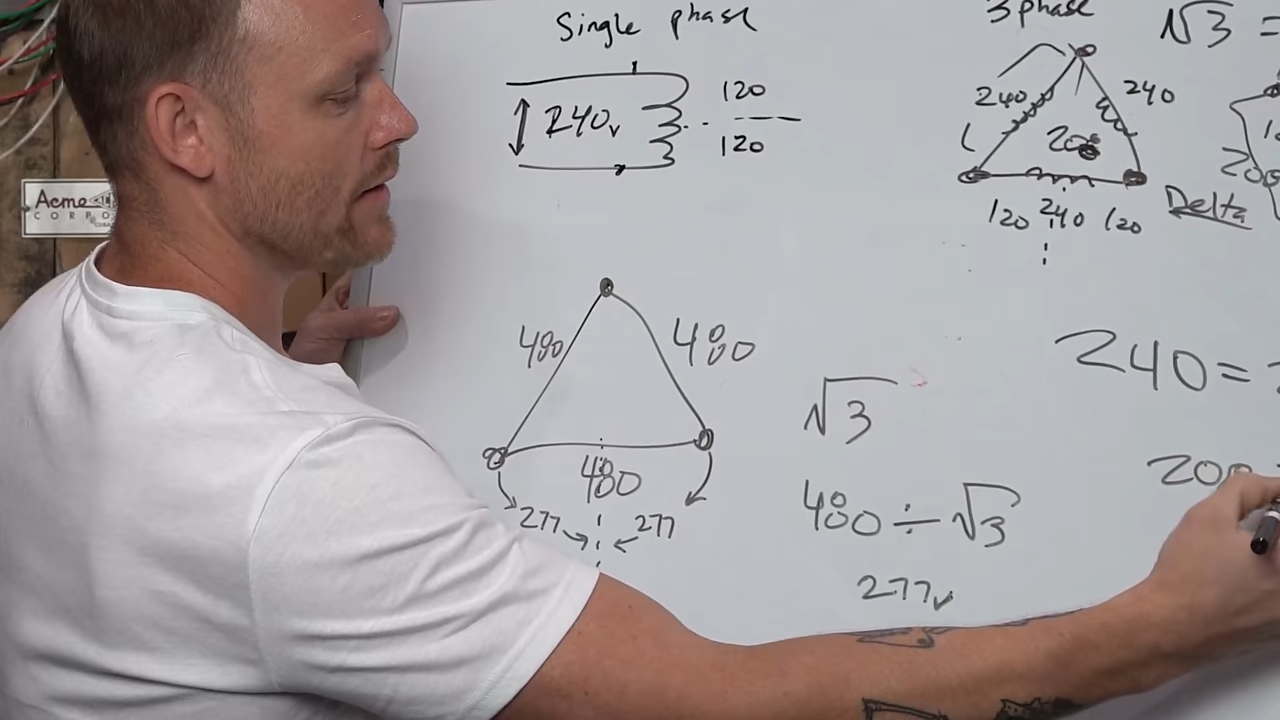 Single phase
240v
120
120
3 phase
240
240
208
120 240 120
Delta
√3 =
208
Acme
CORPO
480
480
480
277
277
√3
480 ÷ √3
277v
240 =
200